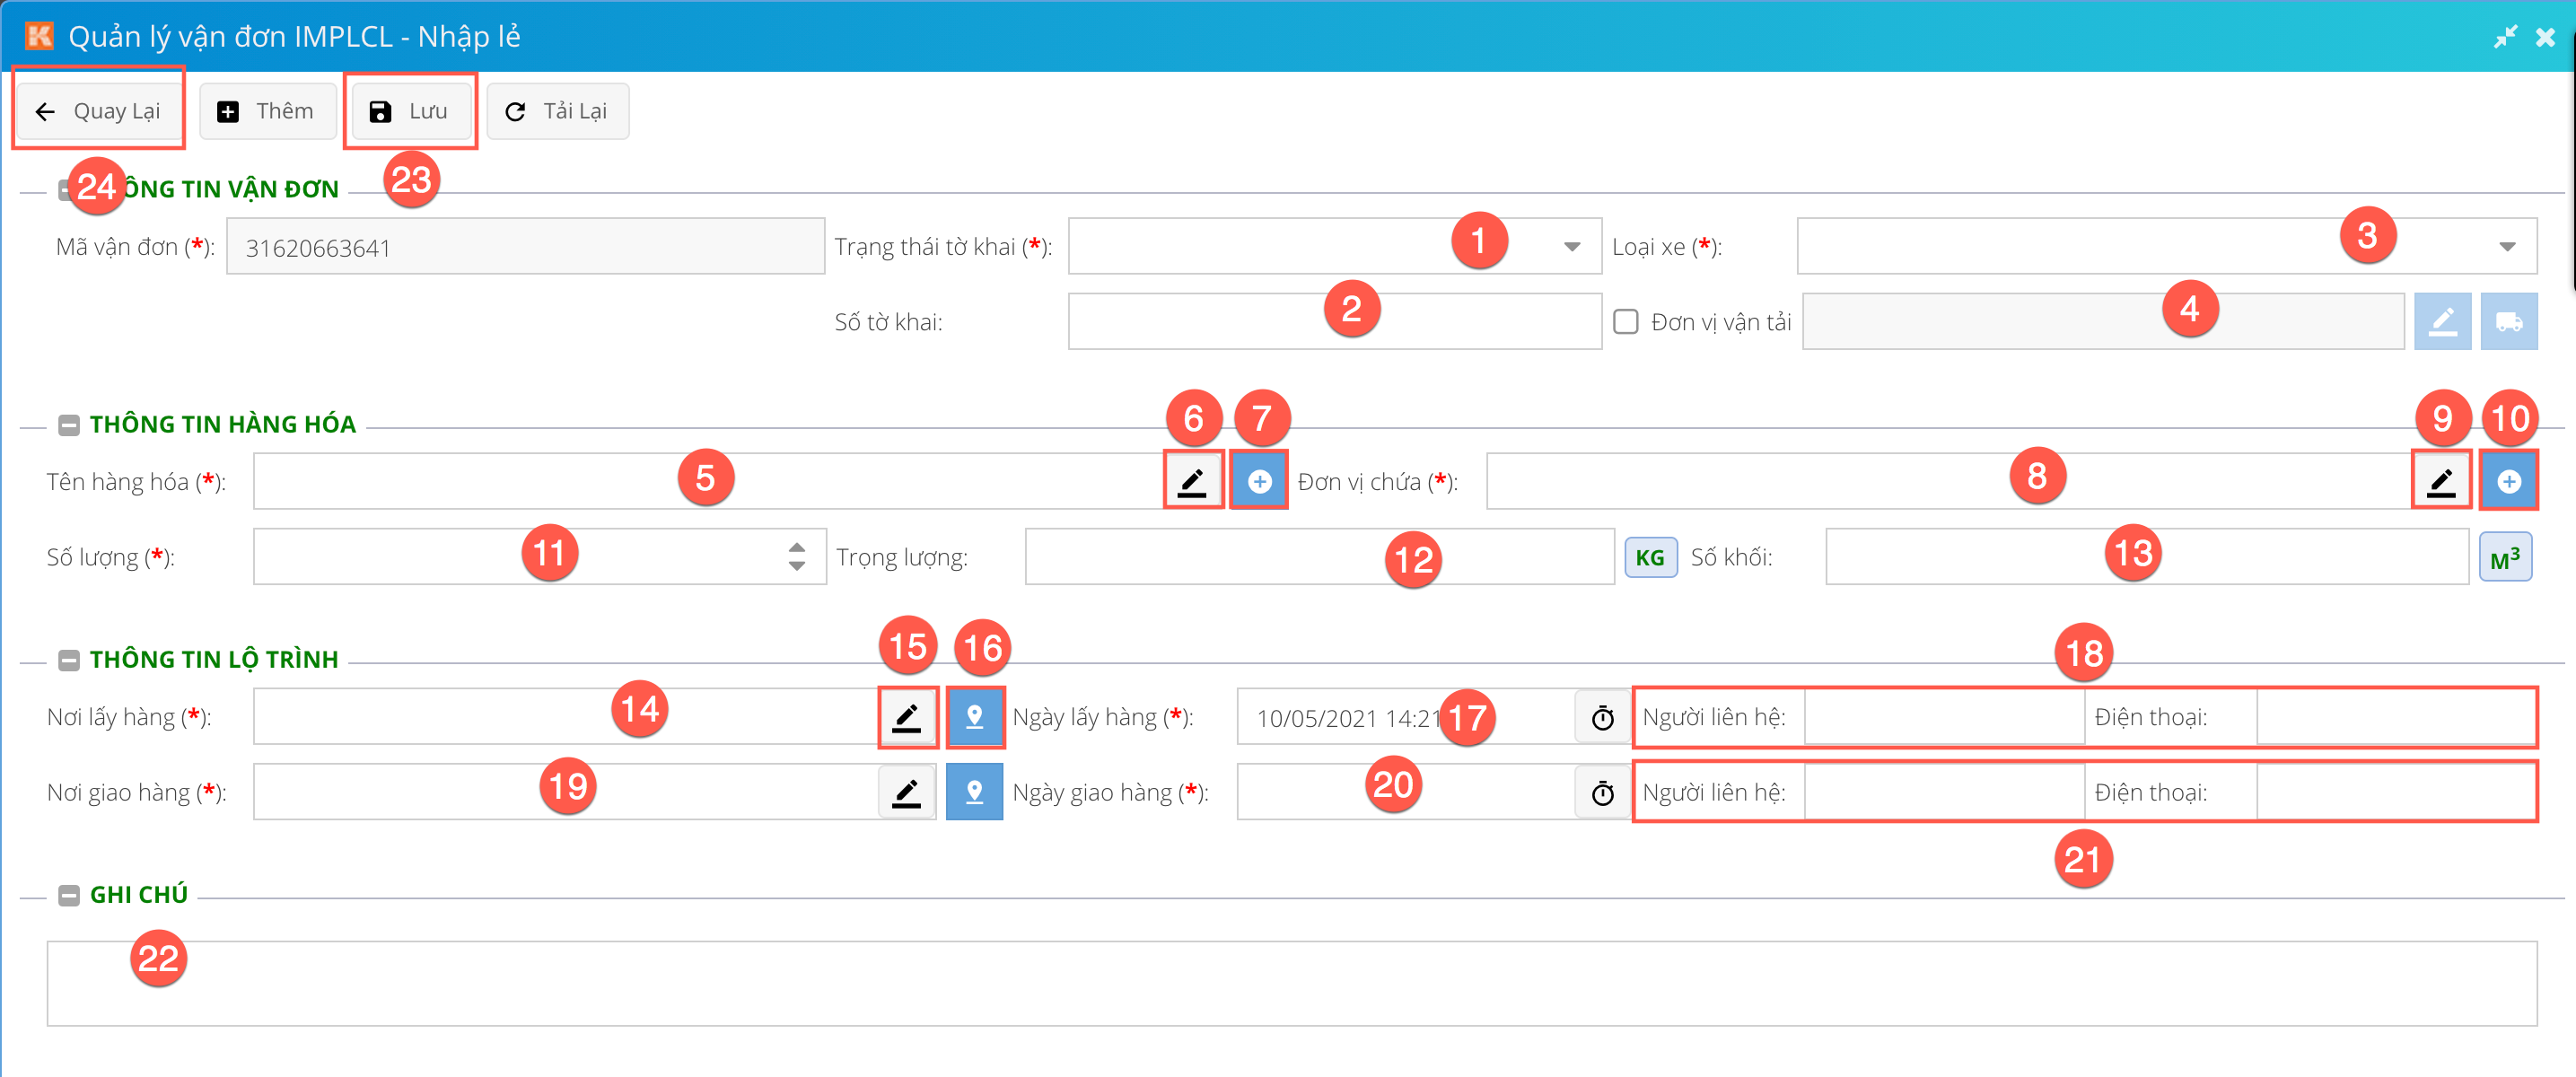 Quản lý vận đơn IMPLCL - Nhập lẻ
Quay Lại Thêm Lưu Tải Lại
24 ÔNG TIN VẬN ĐƠN 23
Mã vận đơn (*): 31620663641 Trạng thái tờ khai (*): 1 Loại xe (*): 3
Số tờ khai: 2 Đơn vị vận tải 4
THÔNG TIN HÀNG HÓA 6 7 9 10
Tên hàng hóa (*): 5 Đơn vị chứa (*): 8
Số lượng (*): 11 Trọng lượng: 12 KG Số khối: 13 M³
THÔNG TIN LỘ TRÌNH 15 16 18
Nơi lấy hàng (*): 14 Ngày lấy hàng (*): 10/05/2021 14:21 17 Người liên hệ: Điện thoại:
Nơi giao hàng (*): 19 Ngày giao hàng (*): 20 Người liên hệ: Điện thoại:
21
GHI CHÚ
22